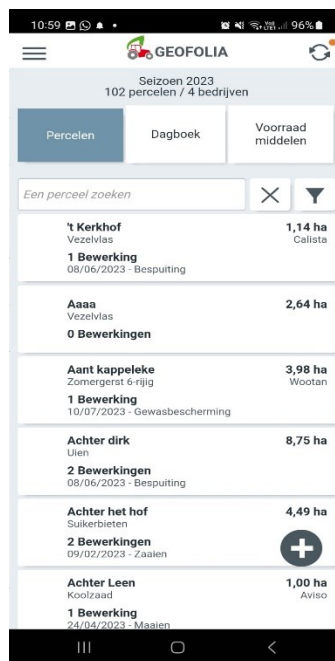 10:59 96%
GEOFOLIA
Seizoen 2023
102 percelen / 4 bedrijven
Percelen Dagboek Voorraad middelen
Een perceel zoeken
't Kerkhof 1,14 ha
Vezelvlas Calista
1 Bewerking
08/06/2023 - Bespuiting
Aaaa 2,64 ha
Vezelvlas
0 Bewerkingen
Aant kappeleke 3,98 ha
Zomergerst 6-rijig Wootan
1 Bewerking
10/07/2023 - Gewasbescherming
Achter dirk 8,75 ha
Uien
2 Bewerkingen
08/06/2023 - Bespuiting
Achter het hof 4,49 ha
Suikerbieten
2 Bewerkingen
09/02/2023 - Zaaien
Achter Leen 1,00 ha
Koolzaad Aviso
1 Bewerking
24/04/2023 - Maaien